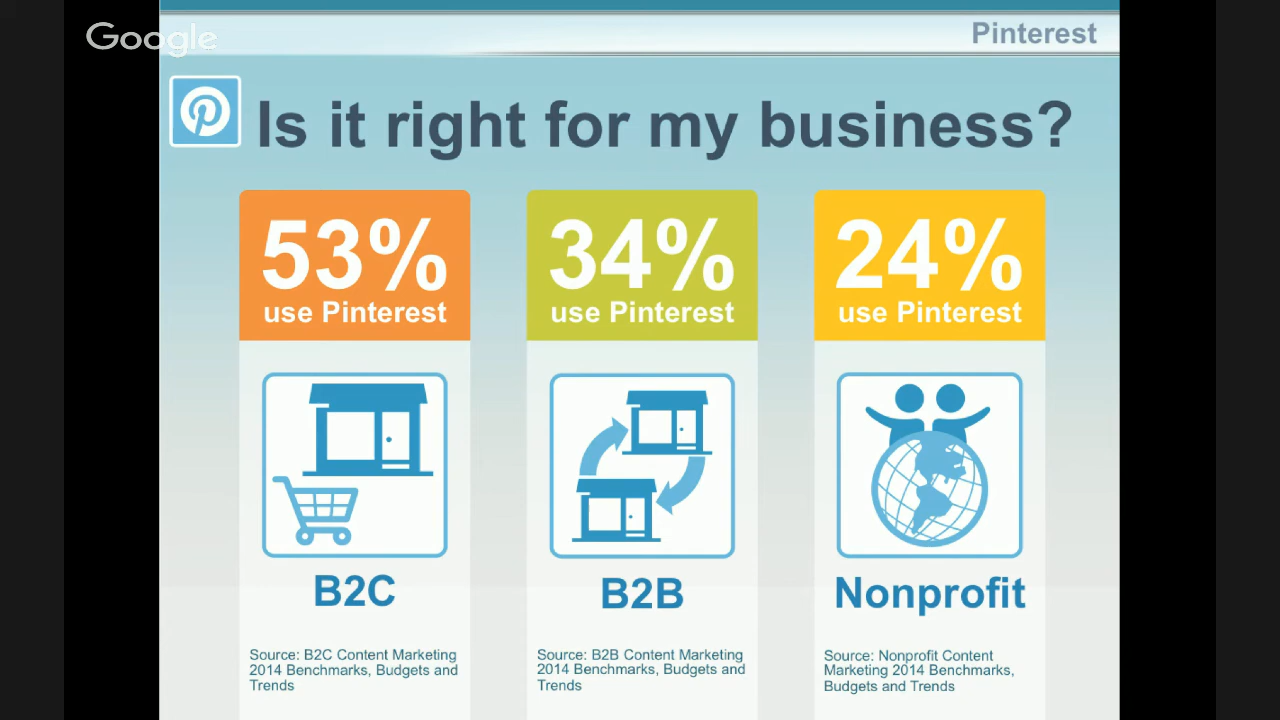 Google
Pinterest
Is it right for my business?
53%
use Pinterest
B2C
Source: B2C Content Marketing
2014 Benchmarks, Budgets and
Trends
34%
use Pinterest
B2B
Source: B2B Content Marketing
2014 Benchmarks, Budgets and
Trends
24%
use Pinterest
Nonprofit
Source: Nonprofit Content
Marketing 2014 Benchmarks,
Budgets and Trends